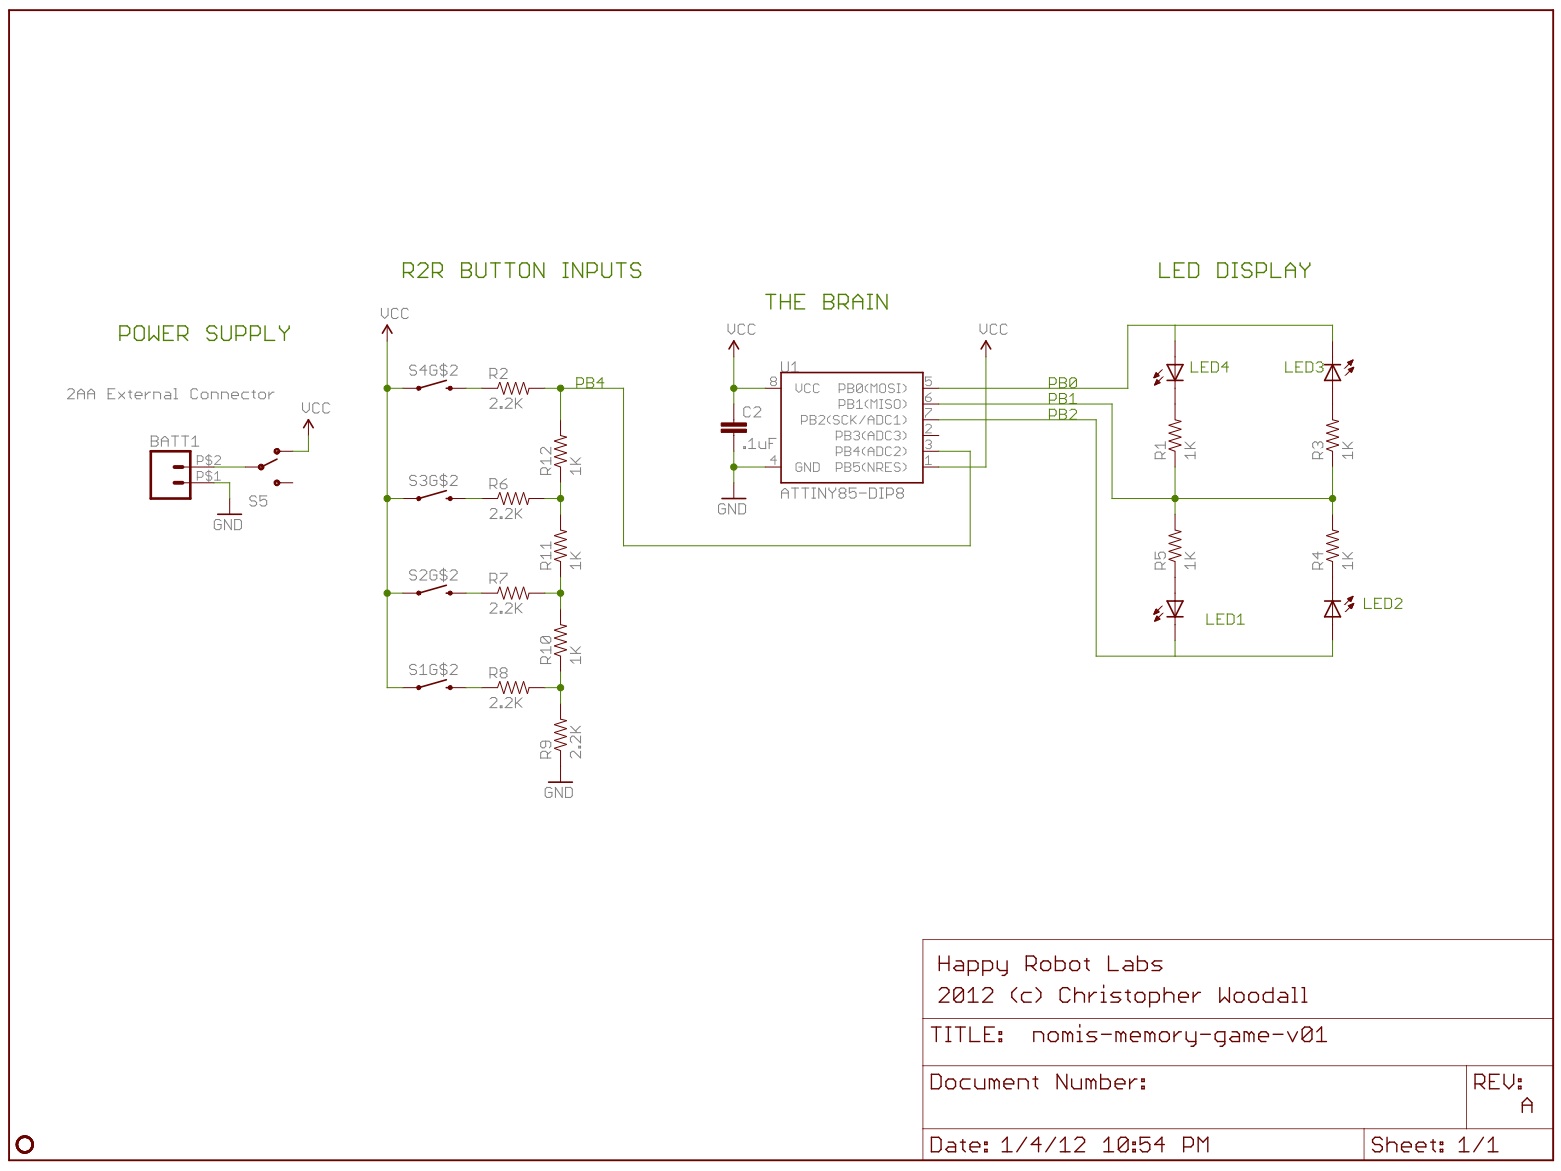 R2R BUTTON INPUTS
LED DISPLAY
THE BRAIN
POWER SUPPLY
2AA External Connector
VCC
BATT1
P$2
P$1
S5
GND
VCC
S4G$2
R2
2.2K
PB4
R12
1K
S3G$2
R6
2.2K
R11
1K
S2G$2
R7
2.2K
R10
1K
S1G$2
R8
2.2K
R9
2.2K
GND
VCC
C2
.1uF
GND
U1
8
VCC
4
GND
PB0(MOSI)
5
PB1(MISO)
6
PB2(SCK/ADC1)
7
PB3(ADC3)
2
PB4(ADC2)
3
PB5(NRES)
1
ATTINY85-DIP8
VCC
PB0
PB1
PB2
LED4
LED3
R1
1K
R3
1K
R5
1K
R4
1K
LED1
LED2
Happy Robot Labs
2012 (c) Christopher Woodall
TITLE: nomis-memory-game-v01
Document Number:
REV:
A
Date: 1/4/12 10:54 PM
Sheet: 1/1